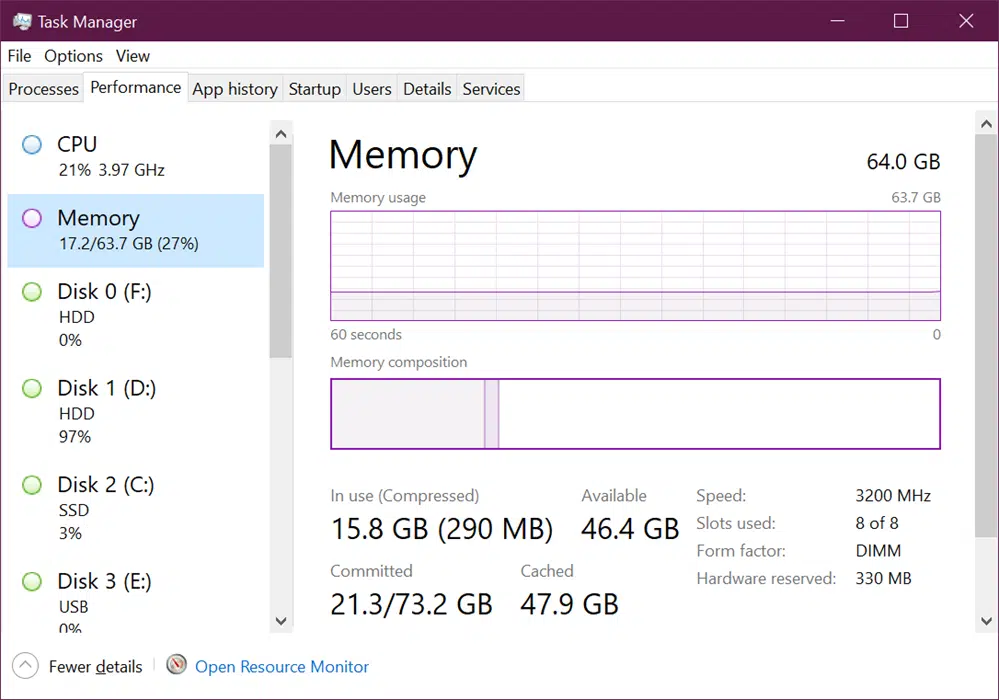 Task Manager
File Options View
Processes Performance App history Startup Users Details Services
CPU
21% 3.97 GHz
Memory
17.2/63.7 GB (27%)
Disk 0 (F:)
HDD
0%
Disk 1 (D:)
HDD
97%
Disk 2 (C:)
SSD
3%
Disk 3 (E:)
USB
0%
Memory 64.0 GB
Memory usage 63.7 GB
60 seconds 0
Memory composition
In use (Compressed) Available
15.8 GB (290 MB) 46.4 GB
Committed Cached
21.3/73.2 GB 47.9 GB
Speed: 3200 MHz
Slots used: 8 of 8
Form factor: DIMM
Hardware reserved: 330 MB
Fewer details Open Resource Monitor